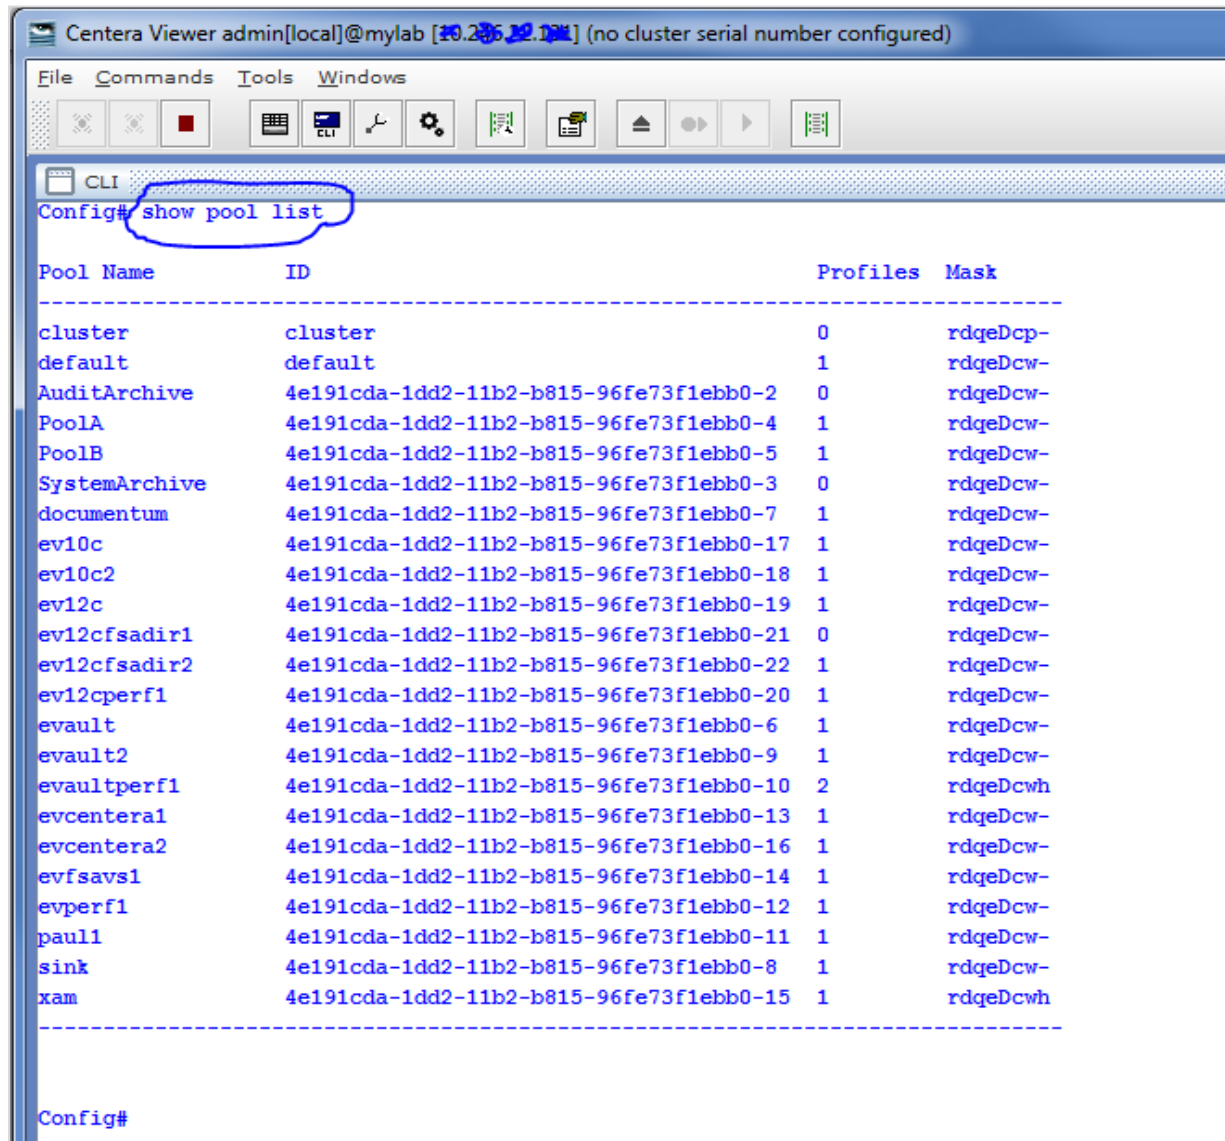 Centera Viewer admin[local]@mylab [ ] (no cluster serial number configured)
File Commands Tools Windows
CLI
CLI
Config# show pool list
Pool Name ID Profiles Mask
--------------------------------------------------------------------------------
cluster cluster 0 rdqeDcp-
default default 1 rdqeDcw-
AuditArchive 4e191cda-1dd2-11b2-b815-96fe73f1ebb0-2 0 rdqeDcw-
PoolA 4e191cda-1dd2-11b2-b815-96fe73f1ebb0-4 1 rdqeDcw-
PoolB 4e191cda-1dd2-11b2-b815-96fe73f1ebb0-5 1 rdqeDcw-
SystemArchive 4e191cda-1dd2-11b2-b815-96fe73f1ebb0-3 0 rdqeDcw-
documentum 4e191cda-1dd2-11b2-b815-96fe73f1ebb0-7 1 rdqeDcw-
ev10c 4e191cda-1dd2-11b2-b815-96fe73f1ebb0-17 1 rdqeDcw-
ev10c2 4e191cda-1dd2-11b2-b815-96fe73f1ebb0-18 1 rdqeDcw-
ev12c 4e191cda-1dd2-11b2-b815-96fe73f1ebb0-19 1 rdqeDcw-
ev12cfsadir1 4e191cda-1dd2-11b2-b815-96fe73f1ebb0-21 0 rdqeDcw-
ev12cfsadir2 4e191cda-1dd2-11b2-b815-96fe73f1ebb0-22 1 rdqeDcw-
ev12cperf1 4e191cda-1dd2-11b2-b815-96fe73f1ebb0-20 1 rdqeDcw-
evault 4e191cda-1dd2-11b2-b815-96fe73f1ebb0-6 1 rdqeDcw-
evault2 4e191cda-1dd2-11b2-b815-96fe73f1ebb0-9 1 rdqeDcw-
evaultperf1 4e191cda-1dd2-11b2-b815-96fe73f1ebb0-10 2 rdqeDcwh
evcentera1 4e191cda-1dd2-11b2-b815-96fe73f1ebb0-13 1 rdqeDcw-
evcentera2 4e191cda-1dd2-11b2-b815-96fe73f1ebb0-16 1 rdqeDcw-
evfsavs1 4e191cda-1dd2-11b2-b815-96fe73f1ebb0-14 1 rdqeDcw-
evperf1 4e191cda-1dd2-11b2-b815-96fe73f1ebb0-12 1 rdqeDcw-
paul1 4e191cda-1dd2-11b2-b815-96fe73f1ebb0-11 1 rdqeDcw-
sink 4e191cda-1dd2-11b2-b815-96fe73f1ebb0-8 1 rdqeDcw-
xam 4e191cda-1dd2-11b2-b815-96fe73f1ebb0-15 1 rdqeDcwh
--------------------------------------------------------------------------------
Config#